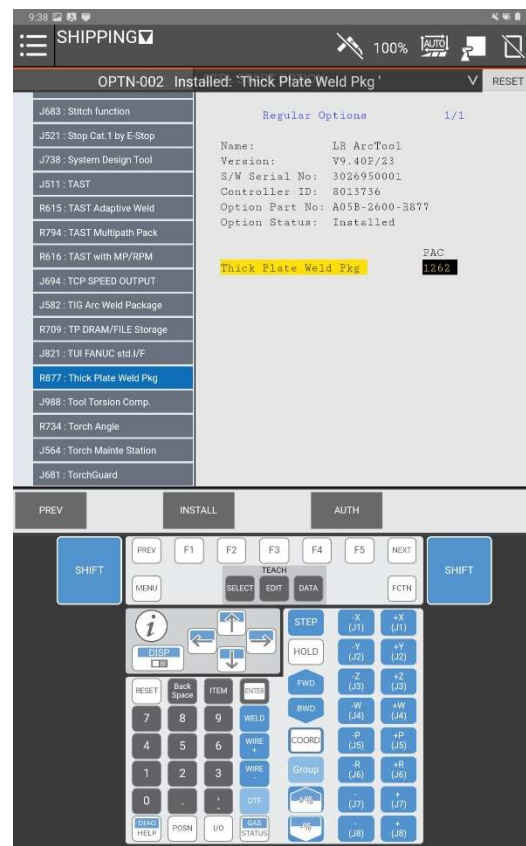 9:38
SHIPPING
100%
AUTO
OPTN-002 Installed: 'Thick Plate Weld Pkg '
RESET
J683 : Stitch function
J521 : Stop Cat.1 by E-Stop
J738 : System Design Tool
J511 : TAST
R615 : TAST Adaptive Weld
R794 : TAST Multipath Pack
R616 : TAST with MP/RPM
J694 : TCP SPEED OUTPUT
J582 : TIG Arc Weld Package
R709 : TP DRAM/FILE Storage
J821 : TUI FANUC std.I/F
R877 : Thick Plate Weld Pkg
J988 : Tool Torsion Comp.
R734 : Torch Angle
J564 : Torch Mainte Station
J681 : TorchGuard
Regular Options 1/1
Name: LR ArcTool
Version: V9.40P/23
S/W Serial No: 3026950001
Controller ID: 8013736
Option Part No: A05B-2600-R877
Option Status: Installed
PAC
Thick Plate Weld Pkg 1262
PREV INSTALL AUTH
SHIFT PREV F1 F2 F3 F4 F5 NEXT SHIFT
TEACH
MENU SELECT EDIT DATA FCTN
i
DISP
STEP -X (J1) +X (J1)
HOLD -Y (J2) +Y (J2)
FWD -Z (J3) +Z (J3)
BWD -W (J4) +W (J4)
COORD -P (J5) +P (J5)
Group -R (J6) +R (J6)
+% - (J7) + (J7)
-% - (J8) + (J8)
RESET Back Space ITEM ENTER
7 8 9 WELD
4 5 6 WIRE +
1 2 3 WIRE -
0 . , - OTF
DIAG HELP POSN I/O GAS STATUS